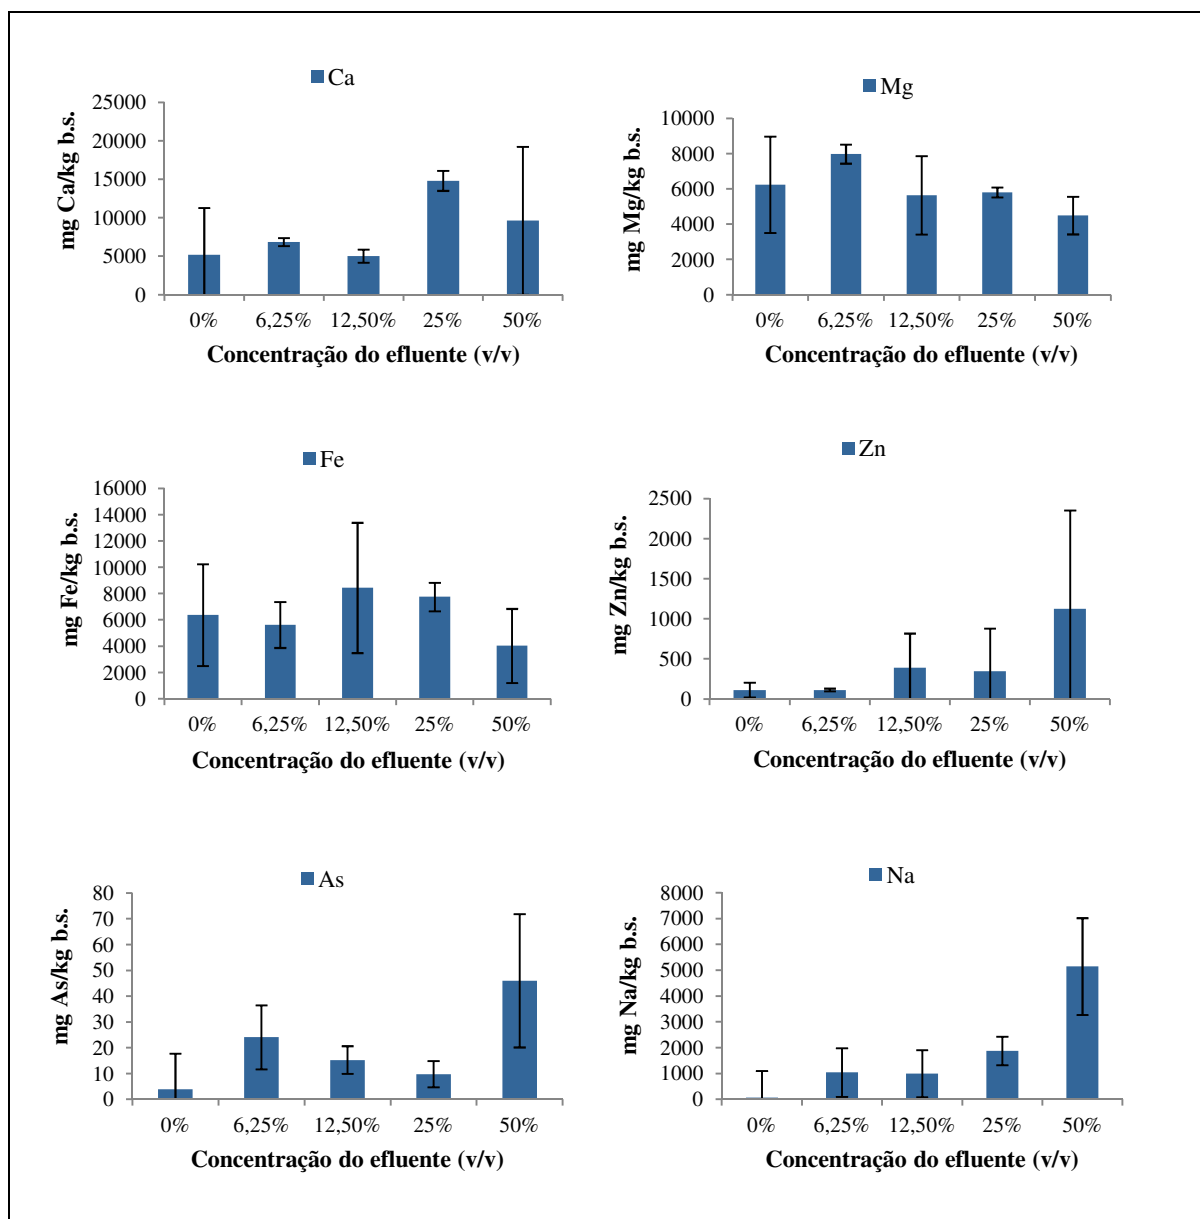 Ca
mg Ca/kg b.s.
25000
20000
15000
10000
5000
0
0% 6,25% 12,50% 25% 50%
Concentração do efluente (v/v)
Mg
mg Mg/kg b.s.
10000
8000
6000
4000
2000
0
0% 6,25% 12,50% 25% 50%
Concentração do efluente (v/v)
Fe
mg Fe/kg b.s.
16000
14000
12000
10000
8000
6000
4000
2000
0
0% 6,25% 12,50% 25% 50%
Concentração do efluente (v/v)
Zn
mg Zn/kg b.s.
2500
2000
1500
1000
500
0
0% 6,25% 12,50% 25% 50%
Concentração do efluente (v/v)
As
mg As/kg b.s.
80
70
60
50
40
30
20
10
0
0% 6,25% 12,50% 25% 50%
Concentração do efluente (v/v)
Na
mg Na/kg b.s.
8000
7000
6000
5000
4000
3000
2000
1000
0
0% 6,25% 12,50% 25% 50%
Concentração do efluente (v/v)